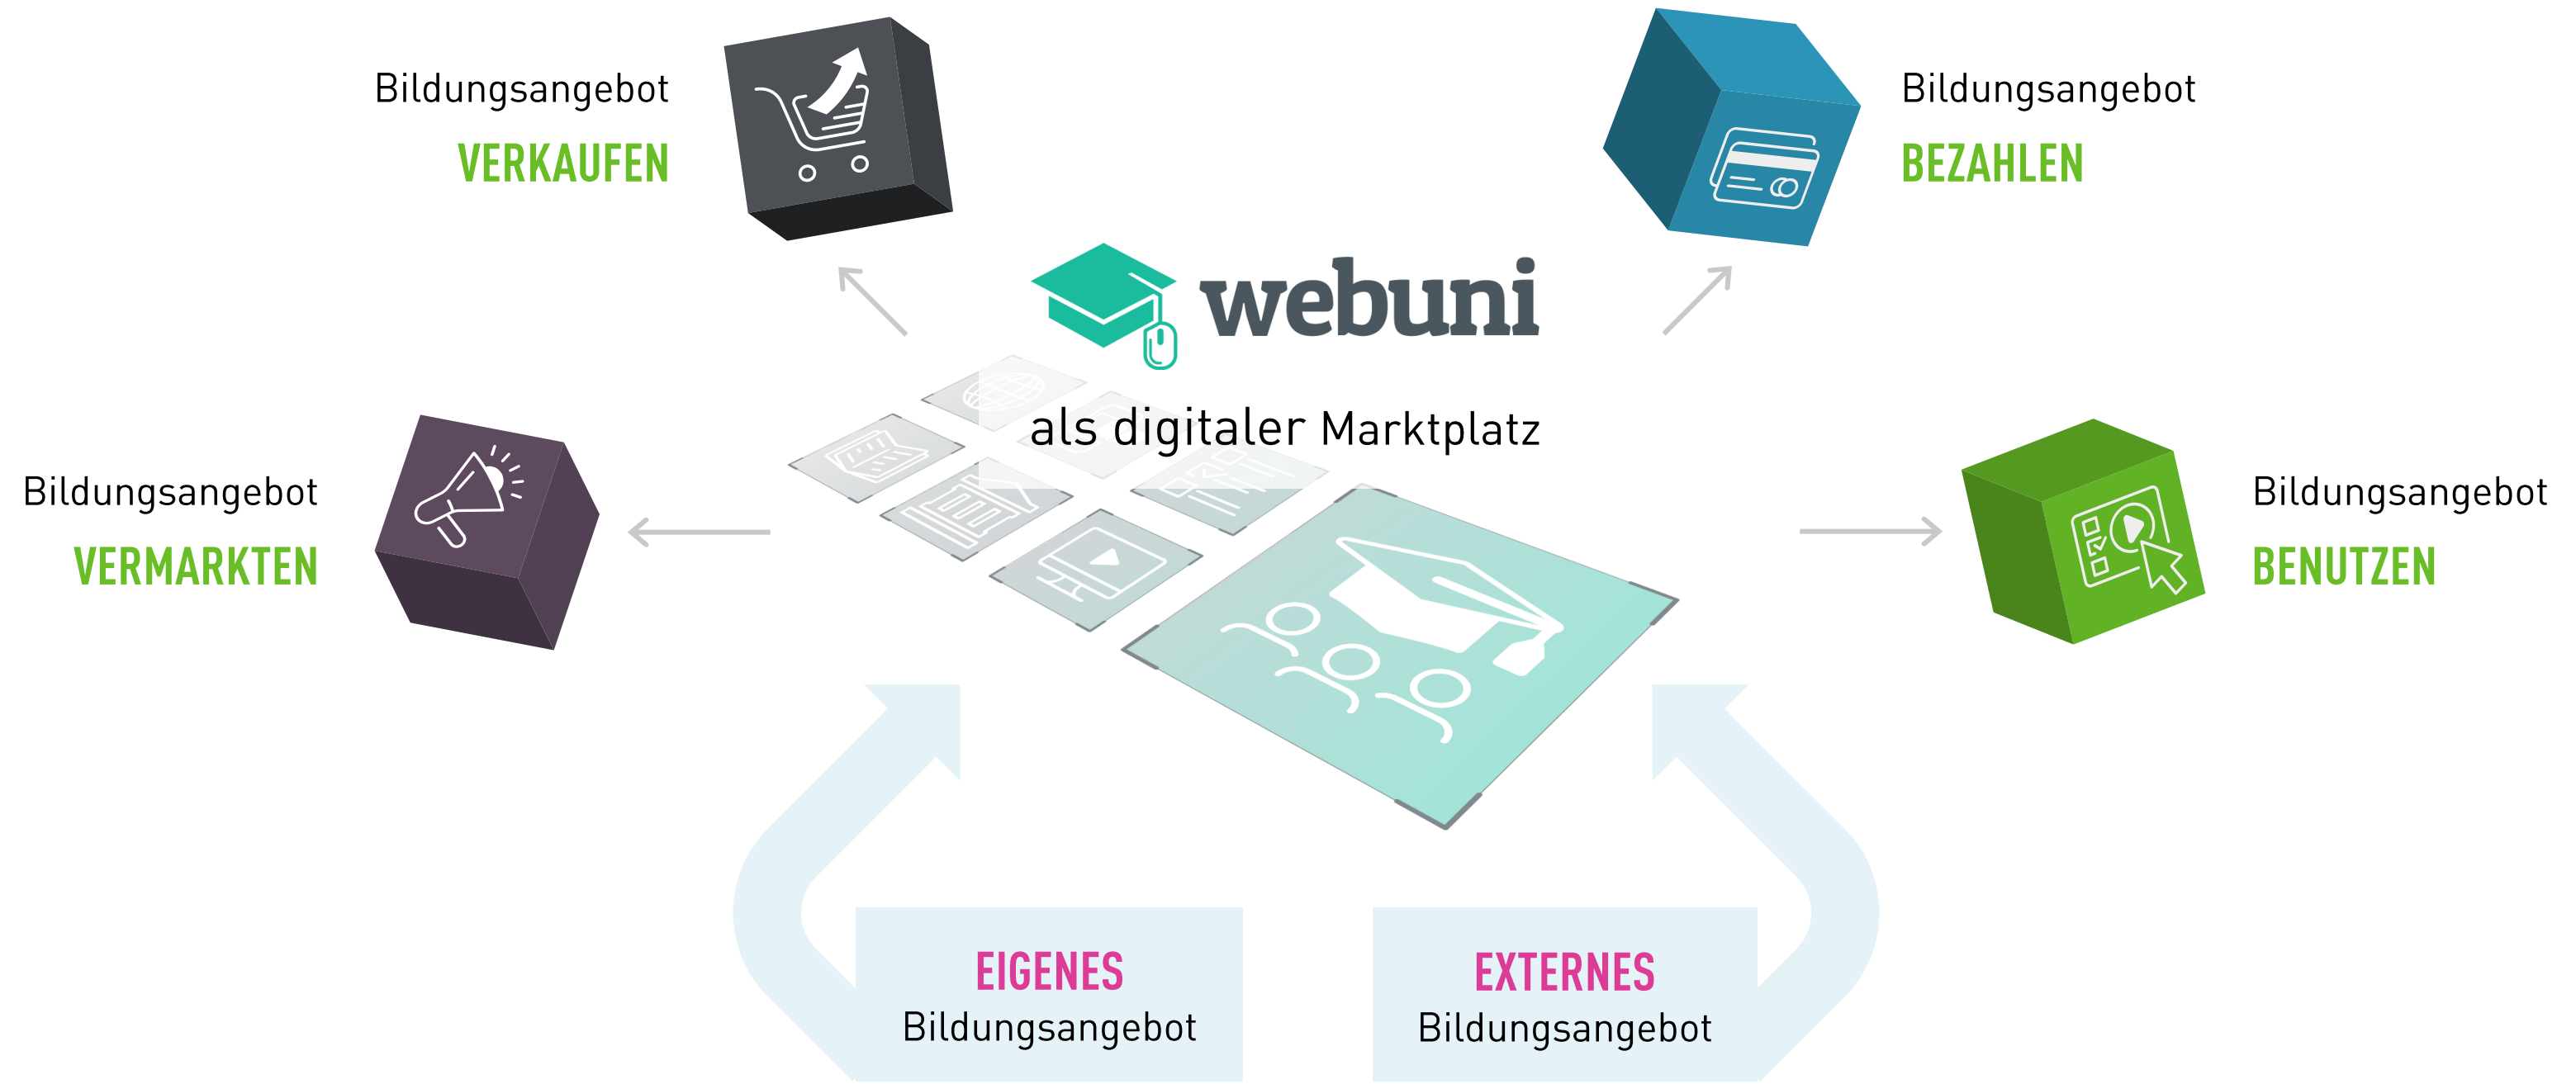 Bildungsangebot
VERKAUFEN
Bildungsangebot
BEZAHLEN
webuni
als digitaler Marktplatz
Bildungsangebot
VERMARKTEN
Bildungsangebot
BENUTZEN
EIGENES
Bildungsangebot
EXTERNES
Bildungsangebot